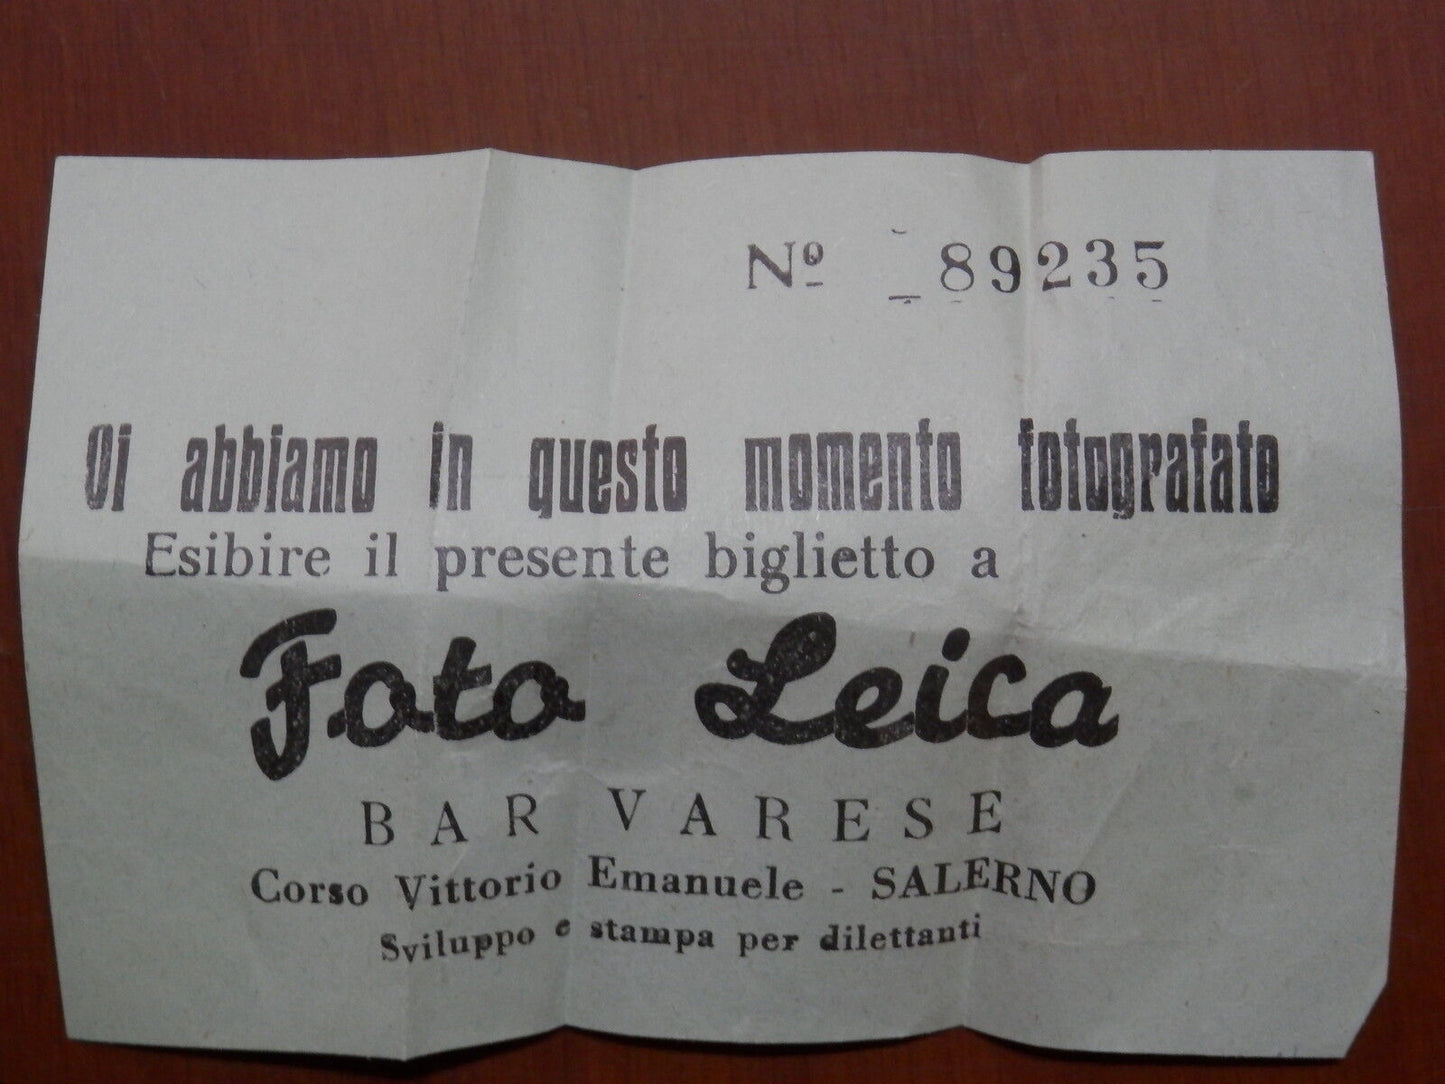 Nº 89235
Vi abbiamo in questo momento fotografato
Esibire il presente biglietto a
Foto Leica
BAR VARESE
Corso Vittorio Emanuele - SALERNO
Sviluppo e stampa per dilettanti